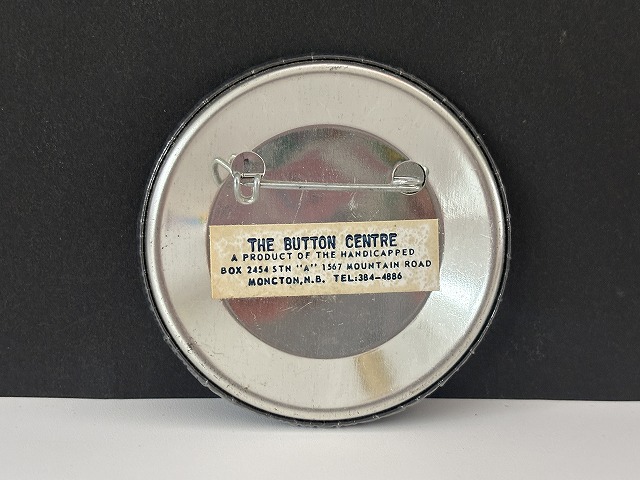 THE BUTTON CENTRE
A PRODUCT OF THE HANDICAPPED
BOX 2454 STN "A" 1567 MOUNTAIN ROAD
MONCTON,N.B. TEL:384-4886